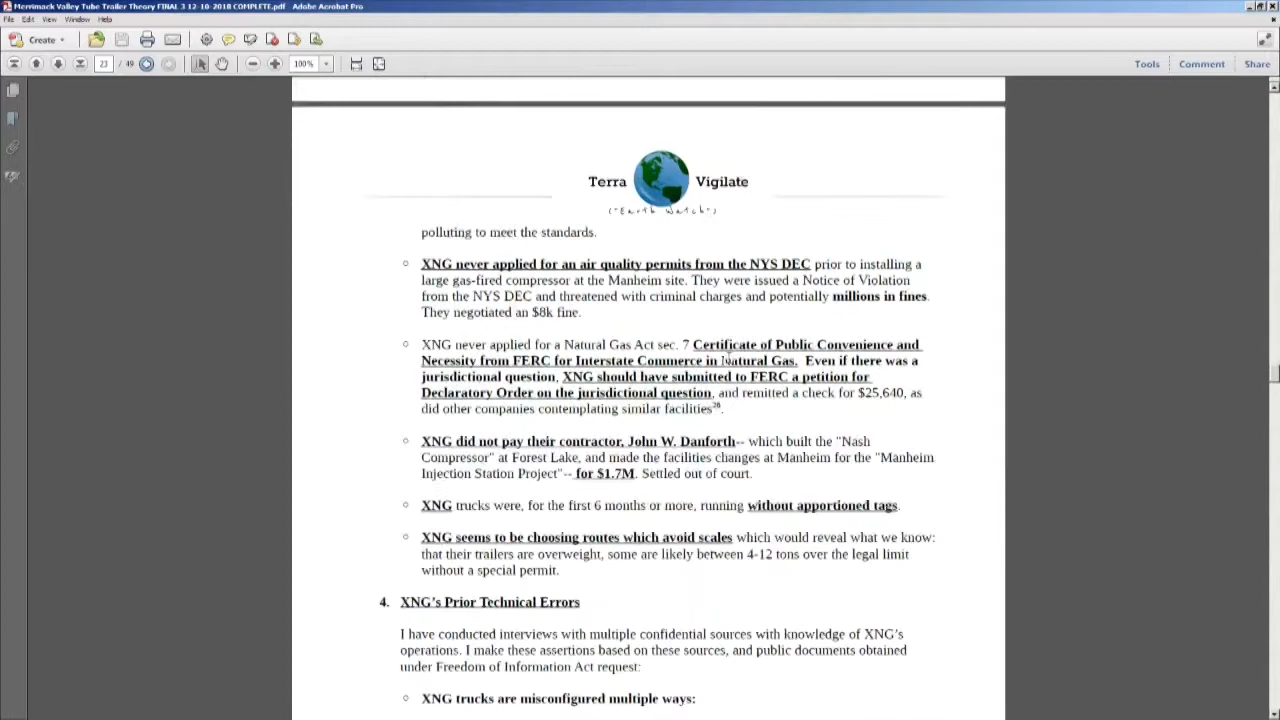 Merrimack Valley Tube Trailer Theory FINAL 3 12-10-2018 COMPLETE.pdf - Adobe Acrobat Pro
File Edit View Window Help
Create
23 / 49 100% Tools Comment Share
Terra Vigilate
("Earth Watch")
polluting to meet the standards.
○ XNG never applied for an air quality permits from the NYS DEC prior to installing a
large gas-fired compressor at the Manheim site. They were issued a Notice of Violation
from the NYS DEC and threatened with criminal charges and potentially millions in fines.
They negotiated an $8k fine.
○ XNG never applied for a Natural Gas Act sec. 7 Certificate of Public Convenience and
Necessity from FERC for Interstate Commerce in Natural Gas. Even if there was a
jurisdictional question, XNG should have submitted to FERC a petition for
Declaratory Order on the jurisdictional question, and remitted a check for $25,640, as
did other companies contemplating similar facilities26.
○ XNG did not pay their contractor, John W. Danforth-- which built the "Nash
Compressor" at Forest Lake, and made the facilities changes at Manheim for the "Manheim
Injection Station Project"-- for $1.7M. Settled out of court.
○ XNG trucks were, for the first 6 months or more, running without apportioned tags.
○ XNG seems to be choosing routes which avoid scales which would reveal what we know:
that their trailers are overweight, some are likely between 4-12 tons over the legal limit
without a special permit.
4. XNG's Prior Technical Errors
I have conducted interviews with multiple confidential sources with knowledge of XNG's
operations. I make these assertions based on these sources, and public documents obtained
under Freedom of Information Act request:
○ XNG trucks are misconfigured multiple ways: